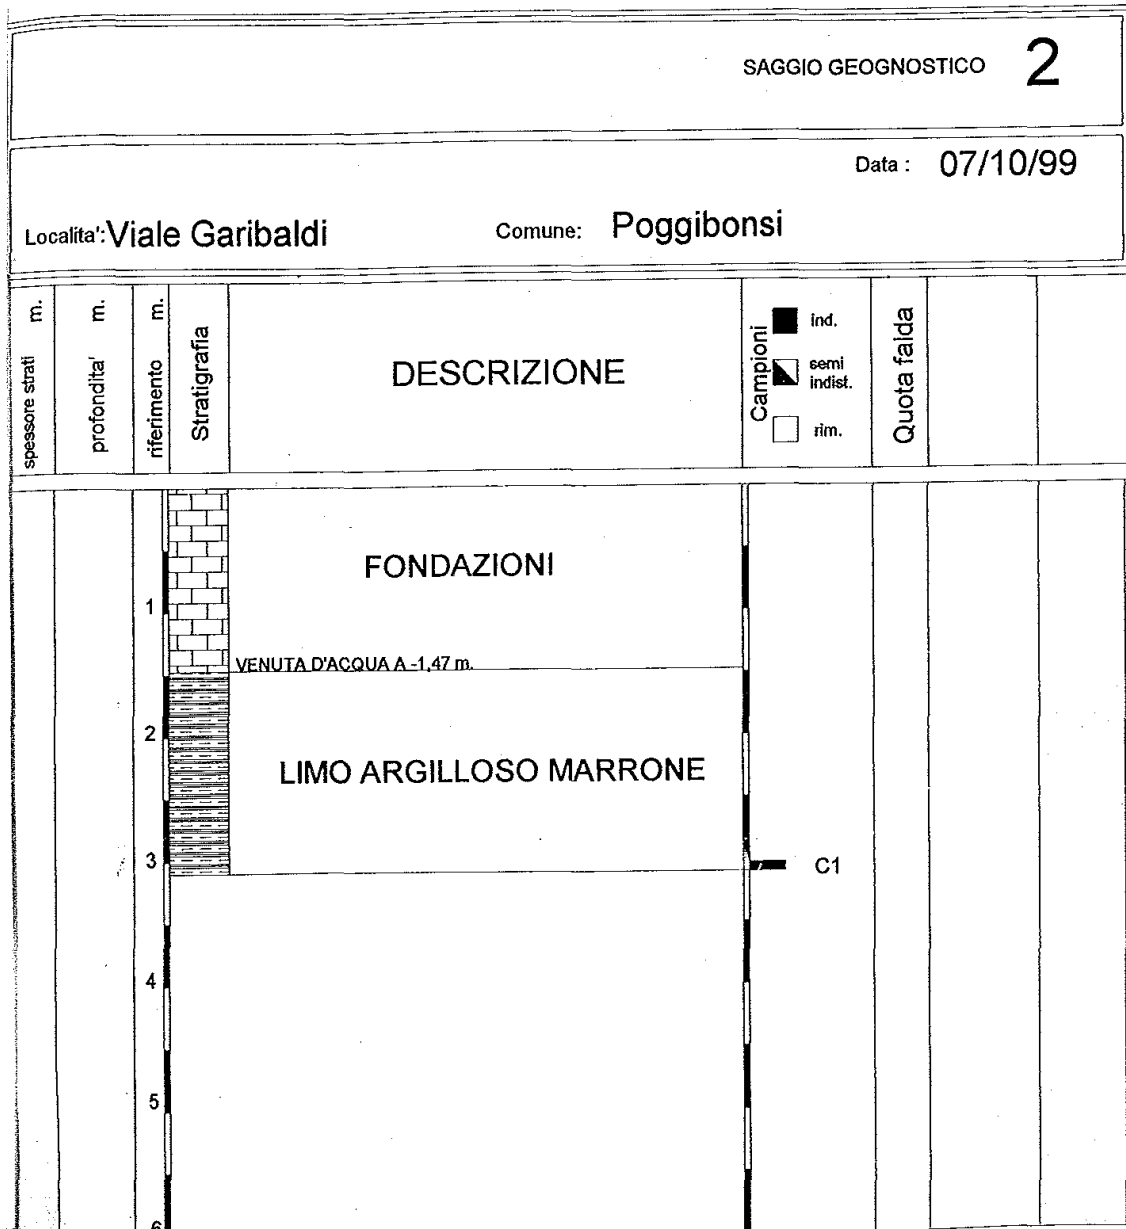 SAGGIO GEOGNOSTICO 2
Data : 07/10/99
Localita': Viale Garibaldi Comune: Poggibonsi
spessore strati m.
profondita' m.
riferimento m.
Stratigrafia
DESCRIZIONE
Campioni
ind.
semi
indist.
rim.
Quota falda
FONDAZIONI
1
VENUTA D'ACQUA A -1,47 m.
2
LIMO ARGILLOSO MARRONE
3
C1
4
5
6